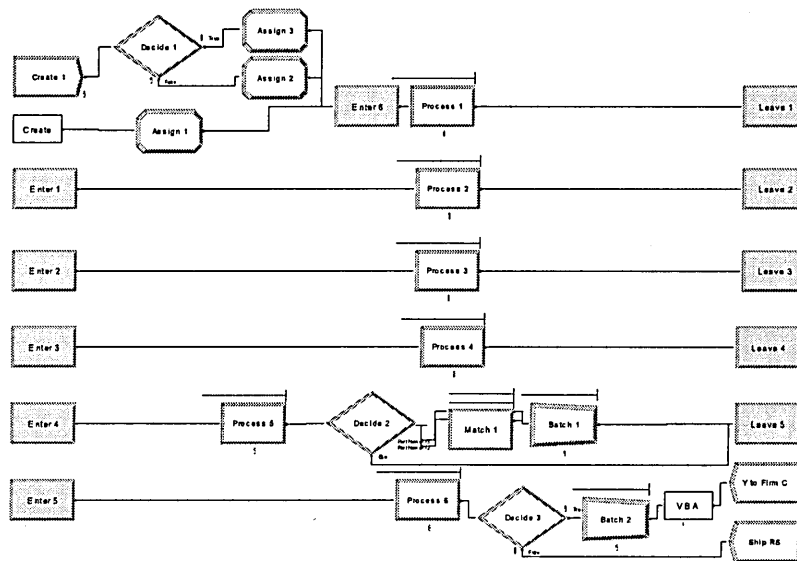 Decide 1
True
Assign 3
Create 1
False
Assign 2
Enter 6
Process 1
Leave 1
Create
Assign 1
Enter 1
Process 2
Leave 2
Enter 2
Process 3
Leave 3
Enter 3
Process 4
Leave 4
Enter 4
Process 5
Decide 2
Match 1
Batch 1
Leave 5
Else
Enter 5
Process 6
Decide 3
True
Batch 2
VBA
Y to Firm C
False
Ship RS